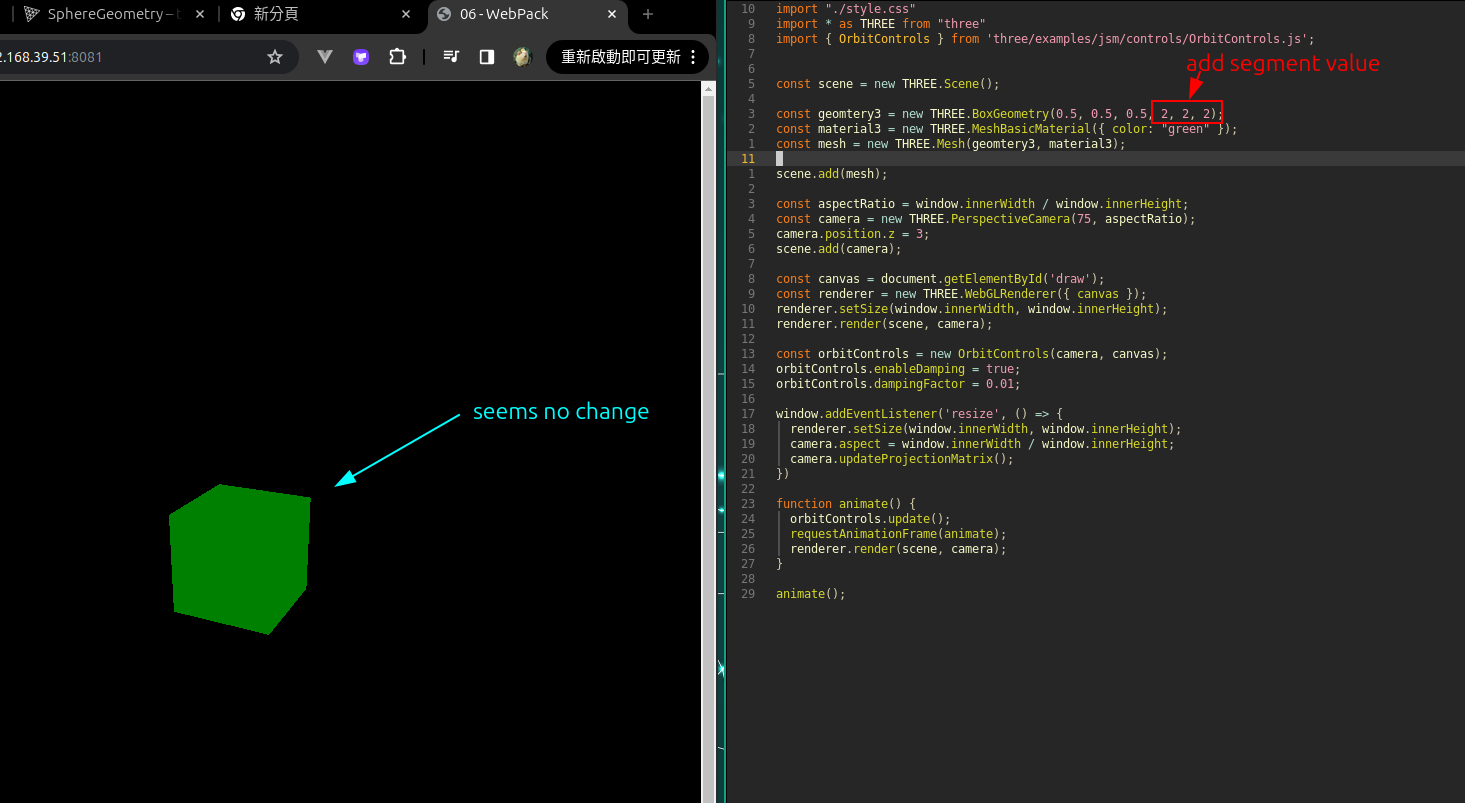 SphereGeometry – t
新分頁
06 - WebPack
2.168.39.51:8081
重新啟動即可更新
seems no change
add segment value
10 import "./style.css"
9 import * as THREE from "three"
8 import { OrbitControls } from 'three/examples/jsm/controls/OrbitControls.js';
7
6
5 const scene = new THREE.Scene();
4
3 const geomtery3 = new THREE.BoxGeometry(0.5, 0.5, 0.5, 2, 2, 2);
2 const material3 = new THREE.MeshBasicMaterial({ color: "green" });
1 const mesh = new THREE.Mesh(geomtery3, material3);
11
1 scene.add(mesh);
2
3 const aspectRatio = window.innerWidth / window.innerHeight;
4 const camera = new THREE.PerspectiveCamera(75, aspectRatio);
5 camera.position.z = 3;
6 scene.add(camera);
7
8 const canvas = document.getElementById('draw');
9 const renderer = new THREE.WebGLRenderer({ canvas });
10 renderer.setSize(window.innerWidth, window.innerHeight);
11 renderer.render(scene, camera);
12
13 const orbitControls = new OrbitControls(camera, canvas);
14 orbitControls.enableDamping = true;
15 orbitControls.dampingFactor = 0.01;
16
17 window.addEventListener('resize', () => {
18 renderer.setSize(window.innerWidth, window.innerHeight);
19 camera.aspect = window.innerWidth / window.innerHeight;
20 camera.updateProjectionMatrix();
21 })
22
23 function animate() {
24 orbitControls.update();
25 requestAnimationFrame(animate);
26 renderer.render(scene, camera);
27 }
28
29 animate();